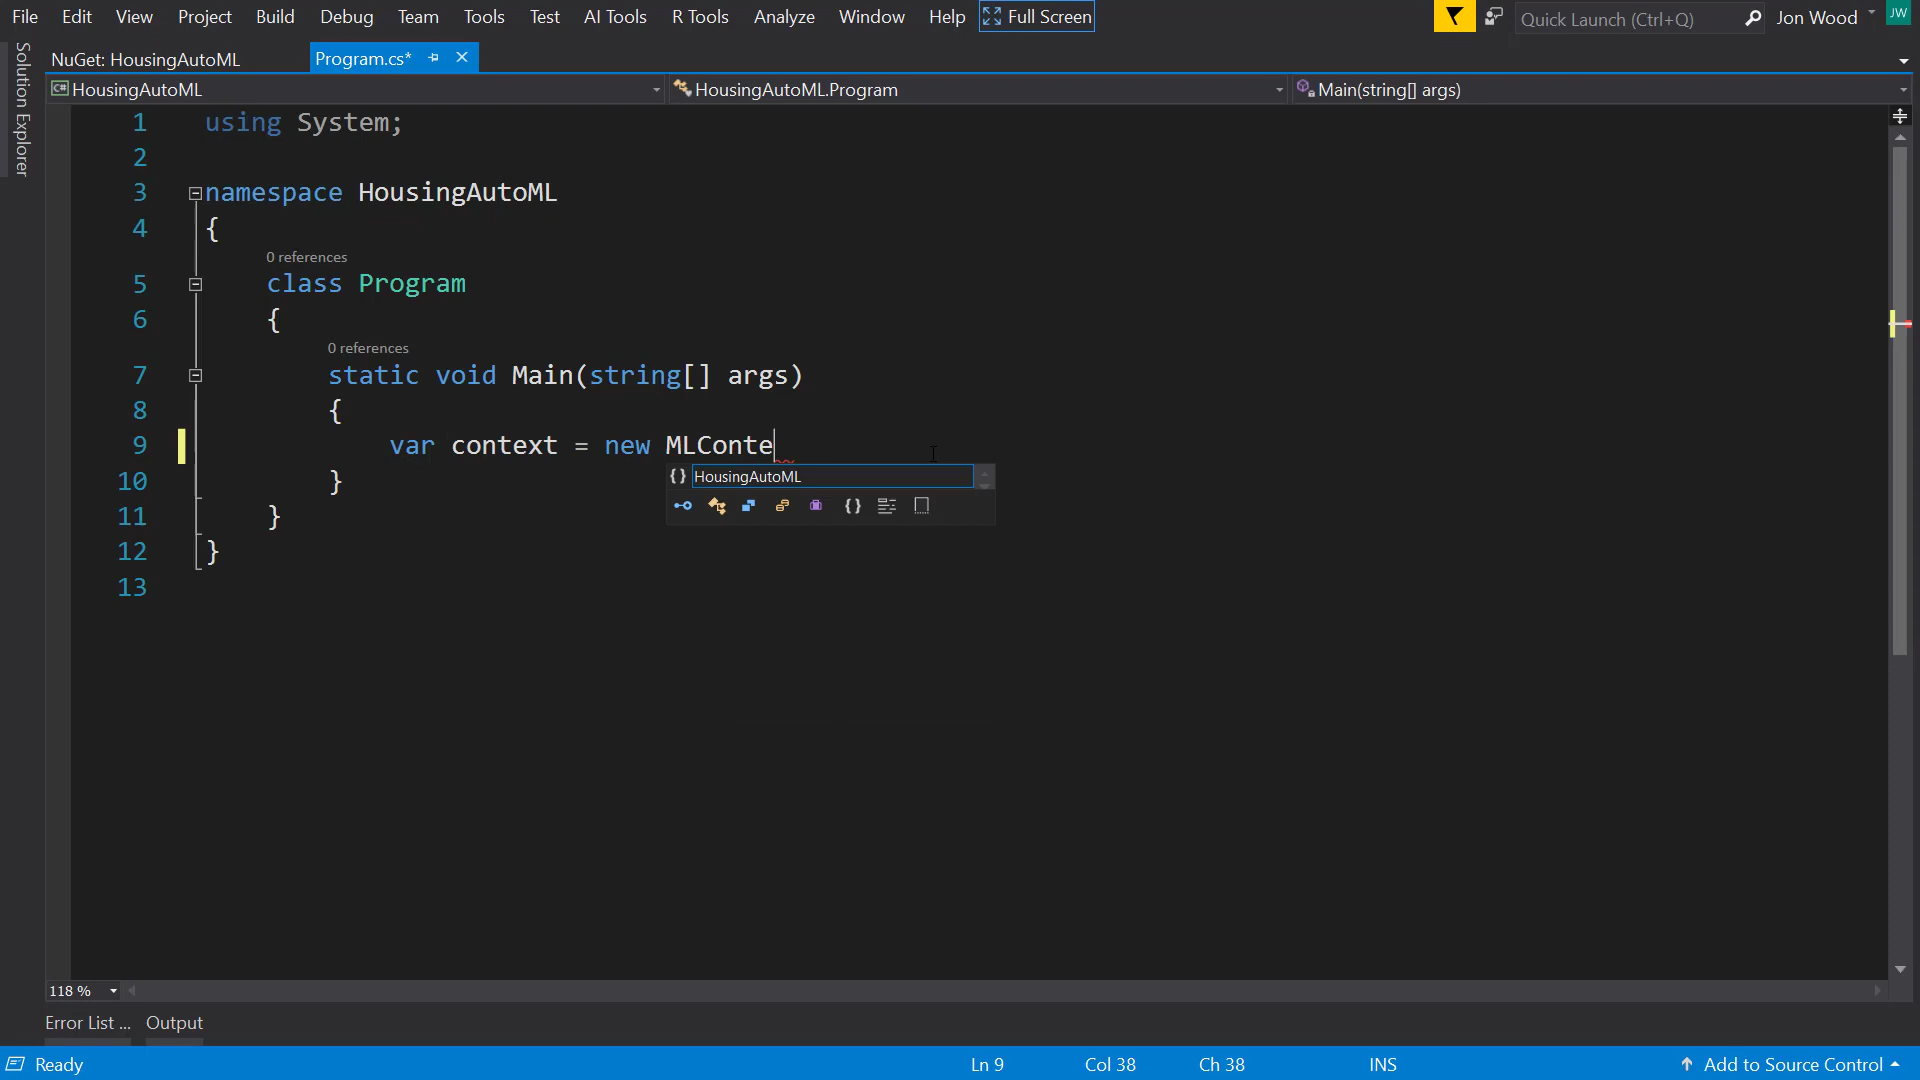 File Edit View Project Build Debug Team Tools Test AI Tools R Tools Analyze Window Help Full Screen Quick Launch (Ctrl+Q) Jon Wood JW
Solution Explorer
NuGet: HousingAutoML Program.cs*
C# HousingAutoML HousingAutoML.Program Main(string[] args)
1 using System;
2
3 namespace HousingAutoML
4 {
0 references
5 class Program
6 {
0 references
7 static void Main(string[] args)
8 {
9 var context = new MLConte
{} HousingAutoML
10 }
{}
11 }
12 }
13
118 %
Error List ... Output
Ready Ln 9 Col 38 Ch 38 INS Add to Source Control